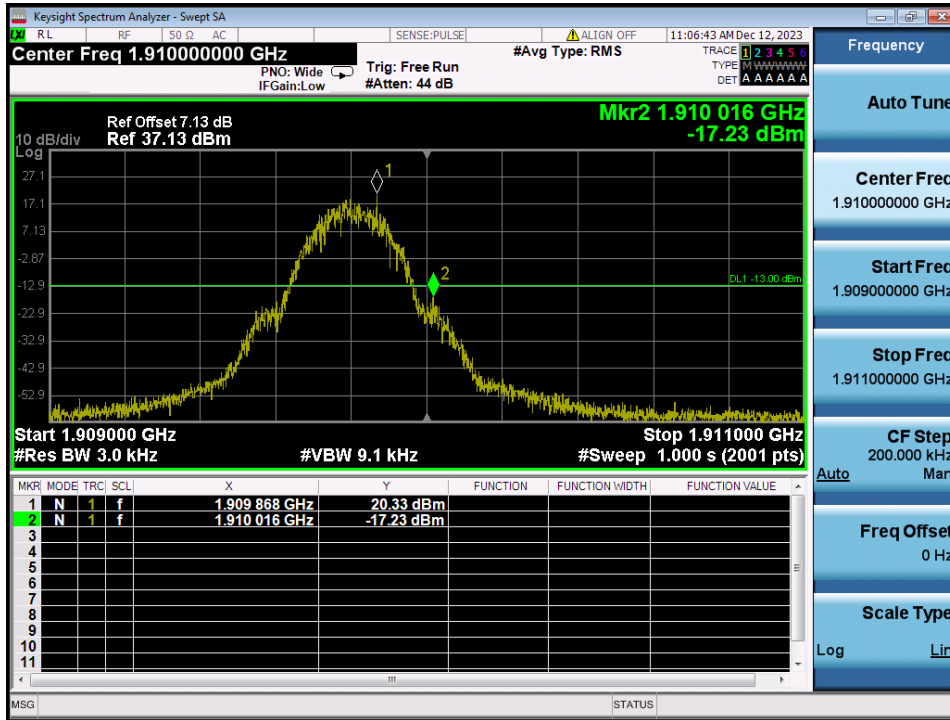 Keysight Spectrum Analyzer - Swept SA
LXI RL RF 50 Ω AC SENSE:PULSE ALIGN OFF 11:06:43 AM Dec 12, 2023
Center Freq 1.910000000 GHz
PNO: Wide
IFGain:Low
Trig: Free Run
#Atten: 44 dB
#Avg Type: RMS
TRACE 1 2 3 4 5 6
TYPE M WWWWW
DET A A A A A A
Mkr2 1.910 016 GHz
-17.23 dBm
Ref Offset 7.13 dB
10 dB/div Ref 37.13 dBm
Log
1
27.1
17.1
7.13
-2.87
2
DL1 -13.00 dBm
-12.9
-22.9
-32.9
-42.9
-52.9
Start 1.909000 GHz Stop 1.911000 GHz
#Res BW 3.0 kHz #VBW 9.1 kHz #Sweep 1.000 s (2001 pts)
MKR MODE TRC SCL X Y FUNCTION FUNCTION WIDTH FUNCTION VALUE
1 N 1 f 1.909 868 GHz 20.33 dBm
2 N 1 f 1.910 016 GHz -17.23 dBm
3
4
5
6
7
8
9
10
11
MSG STATUS
Frequency
Auto Tune
Center Freq
1.910000000 GHz
Start Freq
1.909000000 GHz
Stop Freq
1.911000000 GHz
CF Step
200.000 kHz
Auto Man
Freq Offset
0 Hz
Scale Type
Log Lin